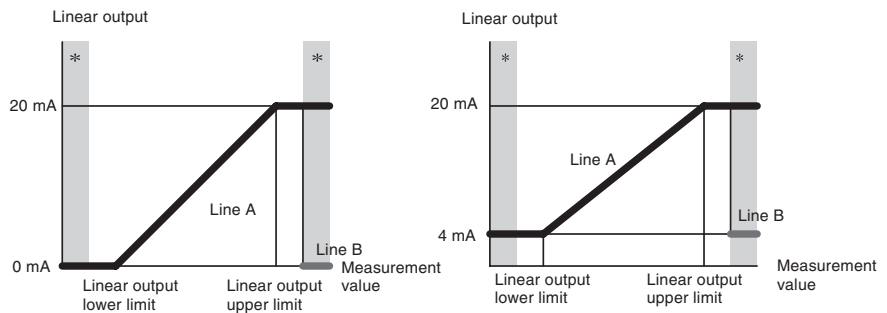 Linear output
*
*
20 mA
Line A
Line B
0 mA
Measurement
value
Linear output
lower limit
Linear output
upper limit
Linear output
*
*
20 mA
Line A
Line B
4 mA
Measurement
value
Linear output
lower limit
Linear output
upper limit